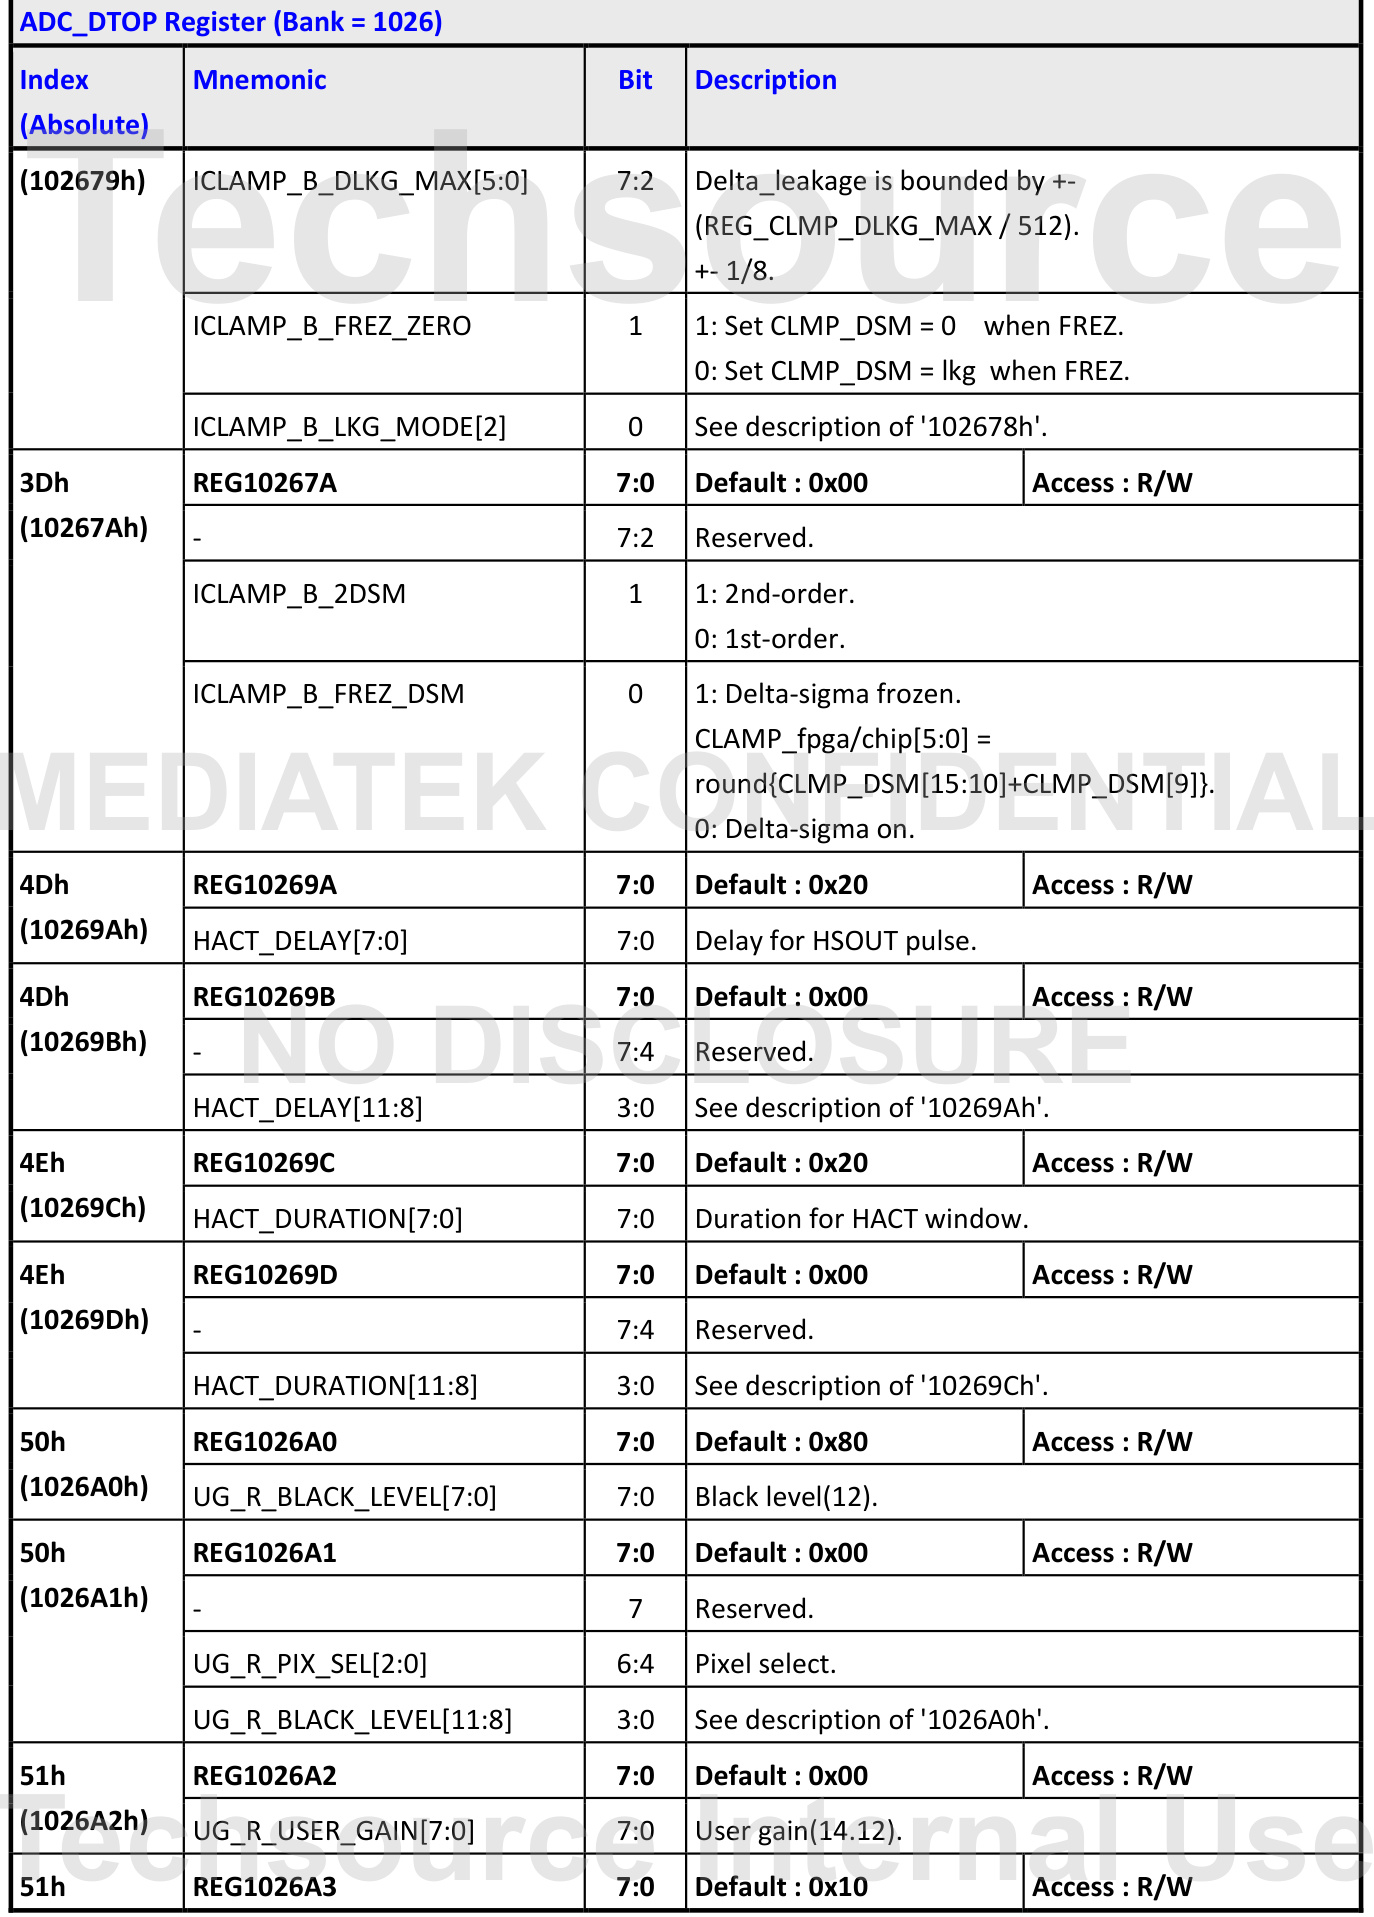 ADC_DTOP Register (Bank = 1026)
Index (Absolute) Mnemonic Bit Description
(102679h) ICLAMP_B_DLKG_MAX[5:0] 7:2 Delta_leakage is bounded by +-
(REG_CLMP_DLKG_MAX / 512).
+- 1/8.
ICLAMP_B_FREZ_ZERO 1 1: Set CLMP_DSM = 0 when FREZ.
0: Set CLMP_DSM = lkg when FREZ.
ICLAMP_B_LKG_MODE[2] 0 See description of '102678h'.
3Dh REG10267A 7:0 Default : 0x00 Access : R/W
(10267Ah)
- 7:2 Reserved.
ICLAMP_B_2DSM 1 1: 2nd-order.
0: 1st-order.
ICLAMP_B_FREZ_DSM 0 1: Delta-sigma frozen.
CLAMP_fpga/chip[5:0] =
round{CLMP_DSM[15:10]+CLMP_DSM[9]}.
0: Delta-sigma on.
4Dh REG10269A 7:0 Default : 0x20 Access : R/W
(10269Ah) HACT_DELAY[7:0] 7:0 Delay for HSOUT pulse.
4Dh REG10269B 7:0 Default : 0x00 Access : R/W
(10269Bh) - 7:4 Reserved.
HACT_DELAY[11:8] 3:0 See description of '10269Ah'.
4Eh REG10269C 7:0 Default : 0x20 Access : R/W
(10269Ch) HACT_DURATION[7:0] 7:0 Duration for HACT window.
4Eh REG10269D 7:0 Default : 0x00 Access : R/W
(10269Dh) - 7:4 Reserved.
HACT_DURATION[11:8] 3:0 See description of '10269Ch'.
50h REG1026A0 7:0 Default : 0x80 Access : R/W
(1026A0h) UG_R_BLACK_LEVEL[7:0] 7:0 Black level(12).
50h REG1026A1 7:0 Default : 0x00 Access : R/W
(1026A1h) - 7 Reserved.
UG_R_PIX_SEL[2:0] 6:4 Pixel select.
UG_R_BLACK_LEVEL[11:8] 3:0 See description of '1026A0h'.
51h REG1026A2 7:0 Default : 0x00 Access : R/W
(1026A2h) UG_R_USER_GAIN[7:0] 7:0 User gain(14.12).
51h REG1026A3 7:0 Default : 0x10 Access : R/W
Techsource
MEDIATEK CONFIDENTIAL
NO DISCLOSURE
Techsource Internal Use